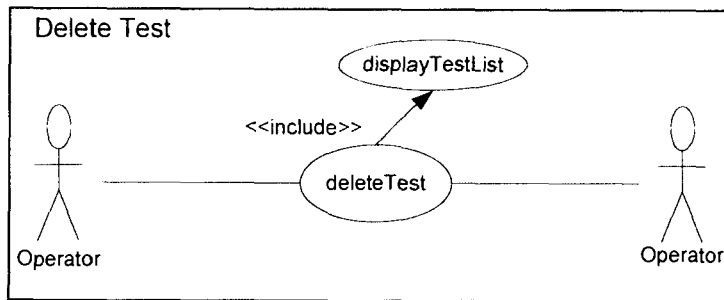 Delete Test
displayTestList
<<include>>
deleteTest
Operator
Operator